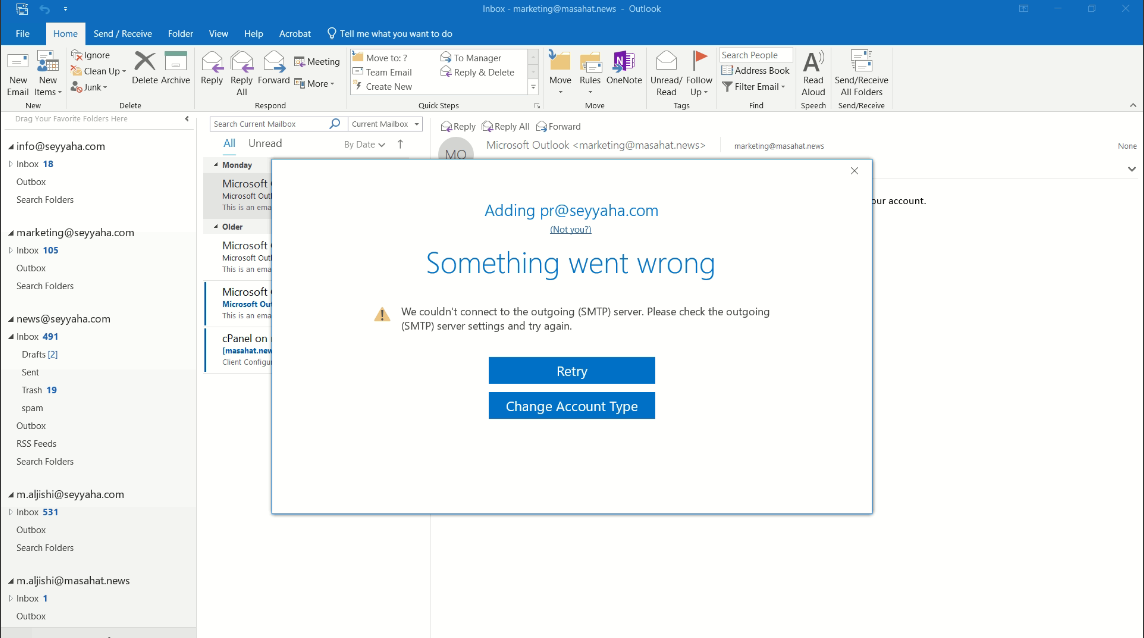 Inbox - marketing@masahat.news - Outlook
File Home Send / Receive Folder View Help Acrobat Tell me what you want to do
Ignore
Clean Up
Junk
New Email
New Items
Delete Archive
Reply
Reply All
Forward
Meeting
More
Move to: ?
Team Email
Create New
To Manager
Reply & Delete
Move
Rules
OneNote
Unread/ Read
Follow Up
Search People
Address Book
Filter Email
Read Aloud
Send/Receive All Folders
New Delete Respond Quick Steps Move Tags Find Speech Send/Receive
Drag Your Favorite Folders Here
info@seyyaha.com
Inbox 18
Outbox
Search Folders
marketing@seyyaha.com
Inbox 105
Outbox
Search Folders
news@seyyaha.com
Inbox 491
Drafts [2]
Sent
Trash 19
spam
Outbox
RSS Feeds
Search Folders
m.aljishi@seyyaha.com
Inbox 531
Outbox
Search Folders
m.aljishi@masahat.news
Inbox 1
Outbox
Search Current Mailbox Current Mailbox
All Unread By Date
Monday
Microsoft
Microsoft Outl
This is an ema
Older
Microsoft
Microsoft Outl
This is an ema
Microsoft
Microsoft Ou
This is an ema
cPanel on
[masahat.new
Client Configu
Reply Reply All Forward
MO
Microsoft Outlook <marketing@masahat.news> marketing@masahat.news None
our account.
Adding pr@seyyaha.com
(Not you?)
Something went wrong
We couldn't connect to the outgoing (SMTP) server. Please check the outgoing
(SMTP) server settings and try again.
Retry
Change Account Type